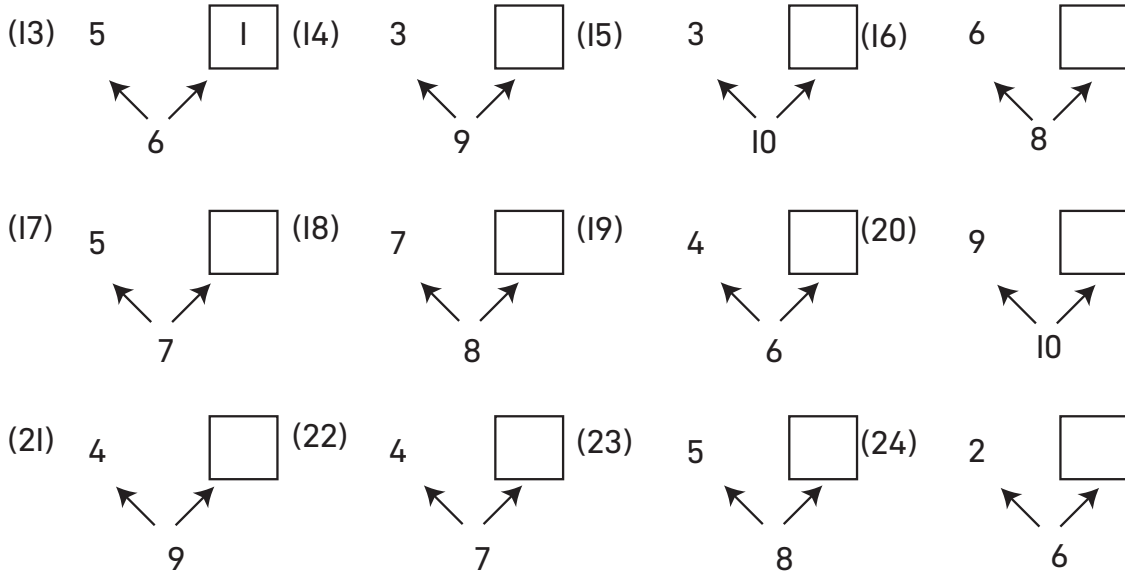 (13) 5 1 (14) 3 (15) 3 (16) 6
6 9 10 8
(17) 5 (18) 7 (19) 4 (20) 9
7 8 6 10
(21) 4 (22) 4 (23) 5 (24) 2
9 7 8 6